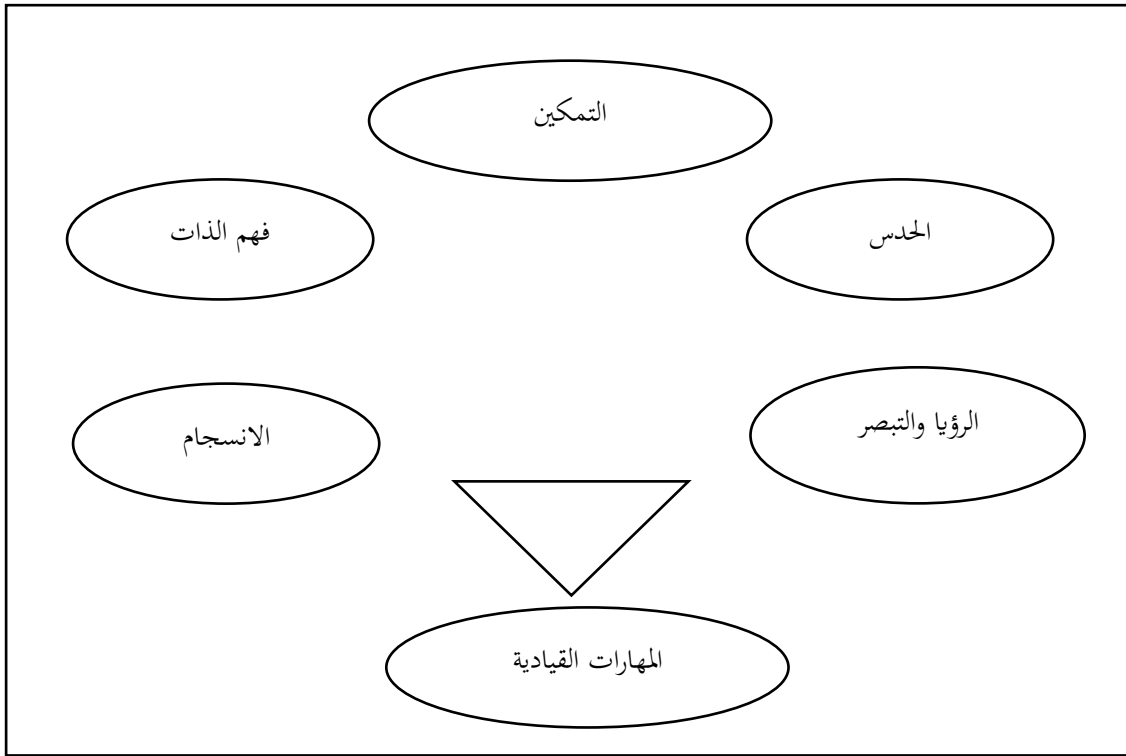 التمكين
الحدس
فهم الذات
الرؤيا والتبصر
الانسجام
المهارات القيادية